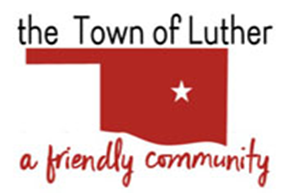 the Town of Luther
a friendly community